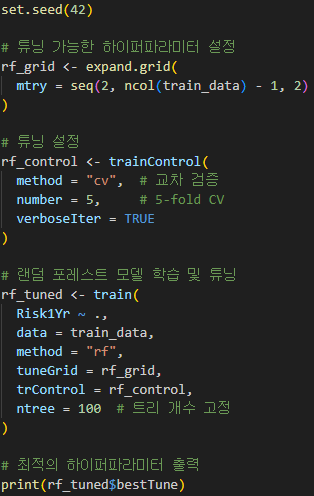 set.seed(42)
# 튜닝 가능한 하이퍼파라미터 설정
rf_grid <- expand.grid(
  mtry = seq(2, ncol(train_data) - 1, 2)
)
# 튜닝 설정
rf_control <- trainControl(
  method = "cv",  # 교차 검증
  number = 5,     # 5-fold CV
  verboseIter = TRUE
)
# 랜덤 포레스트 모델 학습 및 튜닝
rf_tuned <- train(
  Risk1Yr ~ .,
  data = train_data,
  method = "rf",
  tuneGrid = rf_grid,
  trControl = rf_control,
  ntree = 100  # 트리 개수 고정
)
# 최적의 하이퍼파라미터 출력
print(rf_tuned$bestTune)